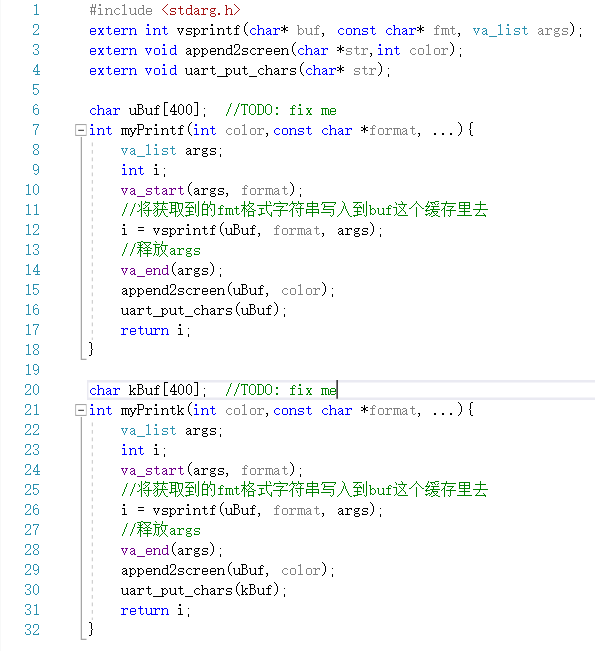 1 #include <stdarg.h>
2 extern int vsprintf(char* buf, const char* fmt, va_list args);
3 extern void append2screen(char *str,int color);
4 extern void uart_put_chars(char* str);
5
6 char uBuf[400];  //TODO: fix me
7 int myPrintf(int color,const char *format, ...){
8     va_list args;
9     int i;
10     va_start(args, format);
11     //将获取到的fmt格式字符串写入到buf这个缓存里去
12     i = vsprintf(uBuf, format, args);
13     //释放args
14     va_end(args);
15     append2screen(uBuf, color);
16     uart_put_chars(uBuf);
17     return i;
18 }
19
20 char kBuf[400];  //TODO: fix me
21 int myPrintk(int color,const char *format, ...){
22     va_list args;
23     int i;
24     va_start(args, format);
25     //将获取到的fmt格式字符串写入到buf这个缓存里去
26     i = vsprintf(uBuf, format, args);
27     //释放args
28     va_end(args);
29     append2screen(uBuf, color);
30     uart_put_chars(kBuf);
31     return i;
32 }